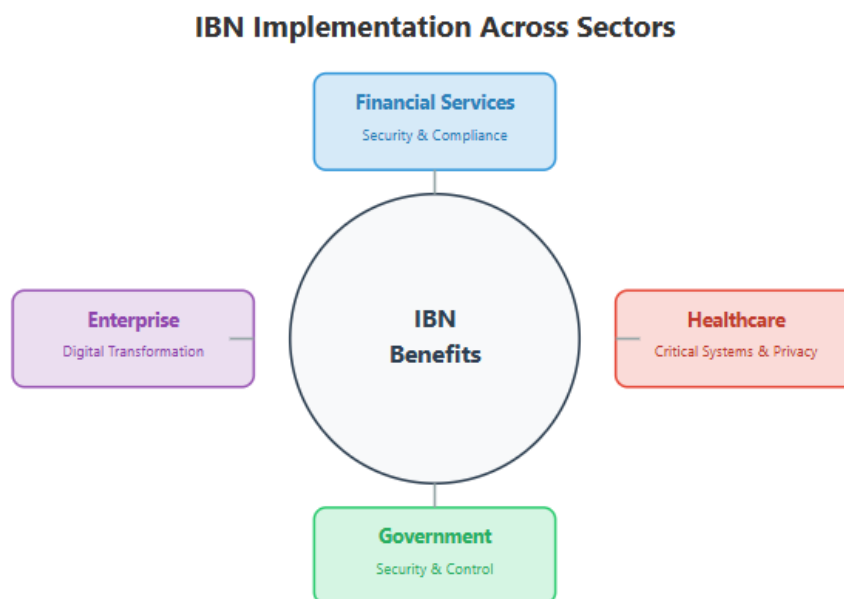 IBN Implementation Across Sectors
Financial Services
Security & Compliance
Enterprise
Digital Transformation
IBN
Benefits
Healthcare
Critical Systems & Privacy
Government
Security & Control